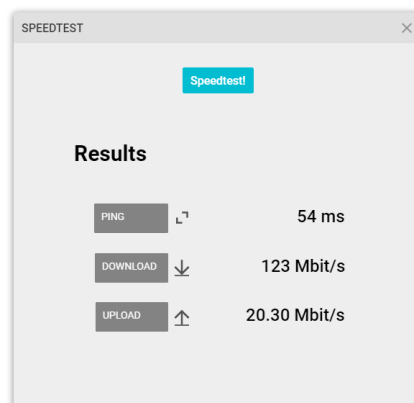 SPEEDTEST
Speedtest!
Results
PING 54 ms
DOWNLOAD 123 Mbit/s
UPLOAD 20.30 Mbit/s